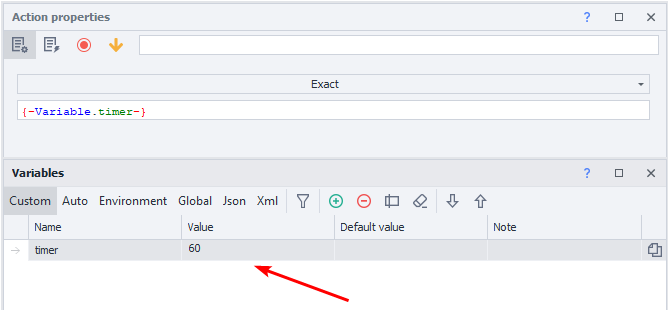 Action properties
?
Exact
{-Variable.timer-}
Variables
?
Custom Auto Environment Global Json Xml
Name Value Default value Note
timer 60